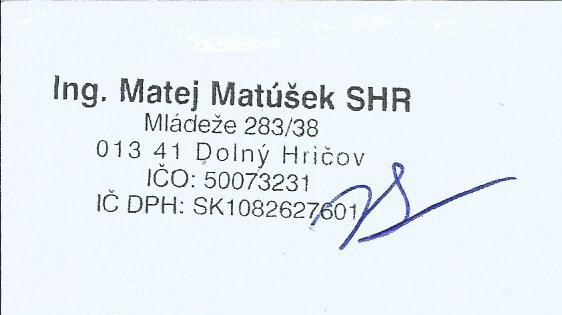 Ing. Matej Matúšek SHR
Mládeže 283/38
013 41 Dolný Hričov
IČO: 50073231
IČ DPH: SK1082627601